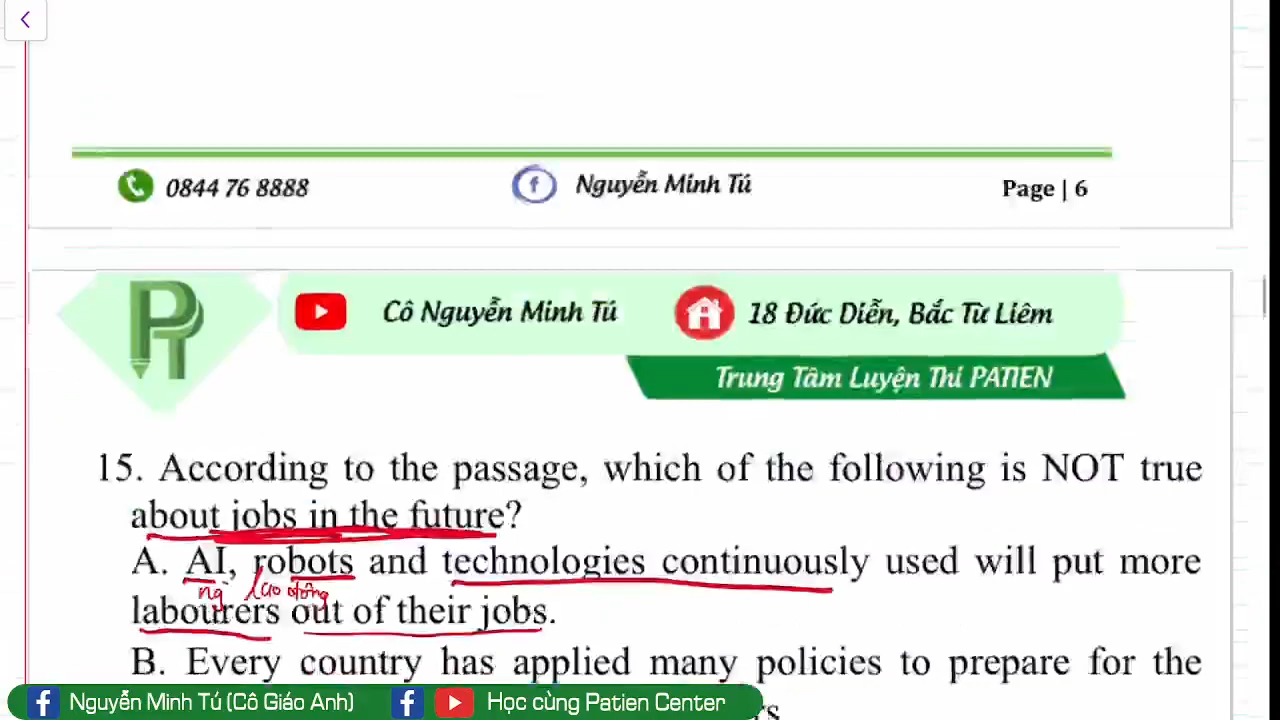 0844 76 8888
Nguyễn Minh Tú
Page | 6
Cô Nguyễn Minh Tú
18 Đức Diễn, Bắc Từ Liêm
Trung Tâm Luyện Thi PATIEN
15. According to the passage, which of the following is NOT true
about jobs in the future?
A. AI, robots and technologies continuously used will put more
ng lao động
labourers out of their jobs.
B. Every country has applied many policies to prepare for the
Nguyễn Minh Tú (Cô Giáo Anh)
Học cùng Patien Center